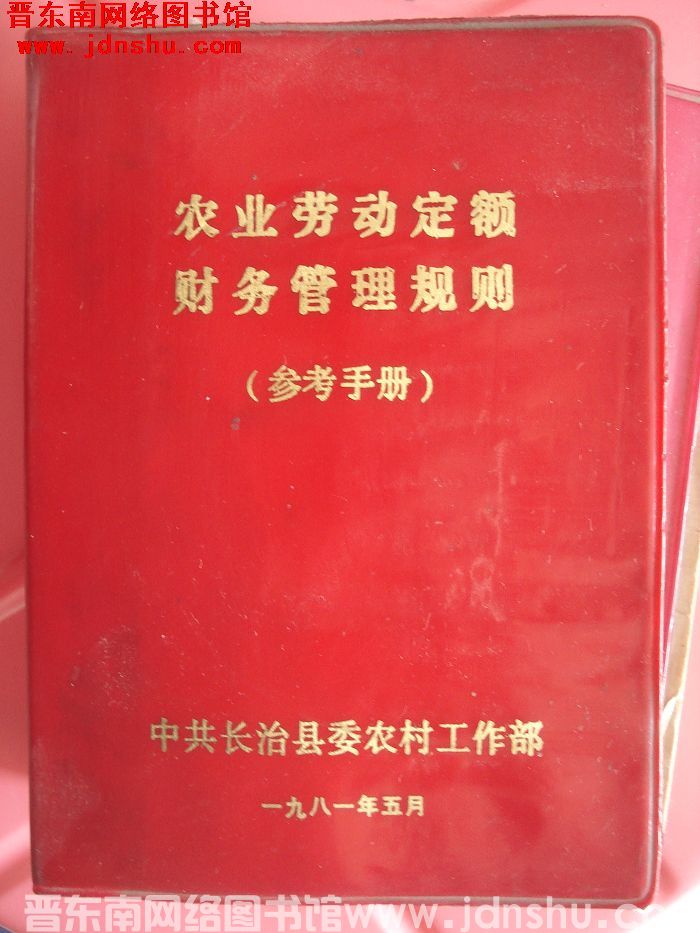 晋东南网络图书馆
www.jdnshu.com
农业劳动定额
财务管理规则
（参考手册）
中共长治县委农村工作部
一九八一年五月
晋东南网络图书馆www.jdnshu.com